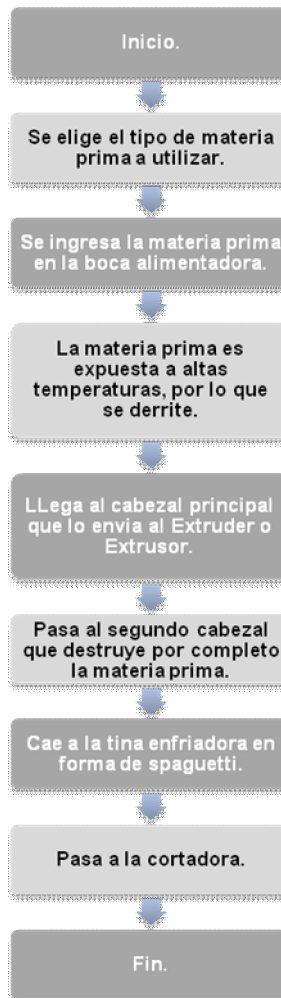 Inicio.
Se elige el tipo de materia
prima a utilizar.
Se ingresa la materia prima
en la boca alimentadora.
La materia prima es
expuesta a altas
temperaturas, por lo que
se derrite.
LLega al cabezal principal
que lo envia al Extruder o
Extrusor.
Pasa al segundo cabezal
que destruye por completo
la materia prima.
Cae a la tina enfriadora en
forma de spaguetti.
Pasa a la cortadora.
Fin.